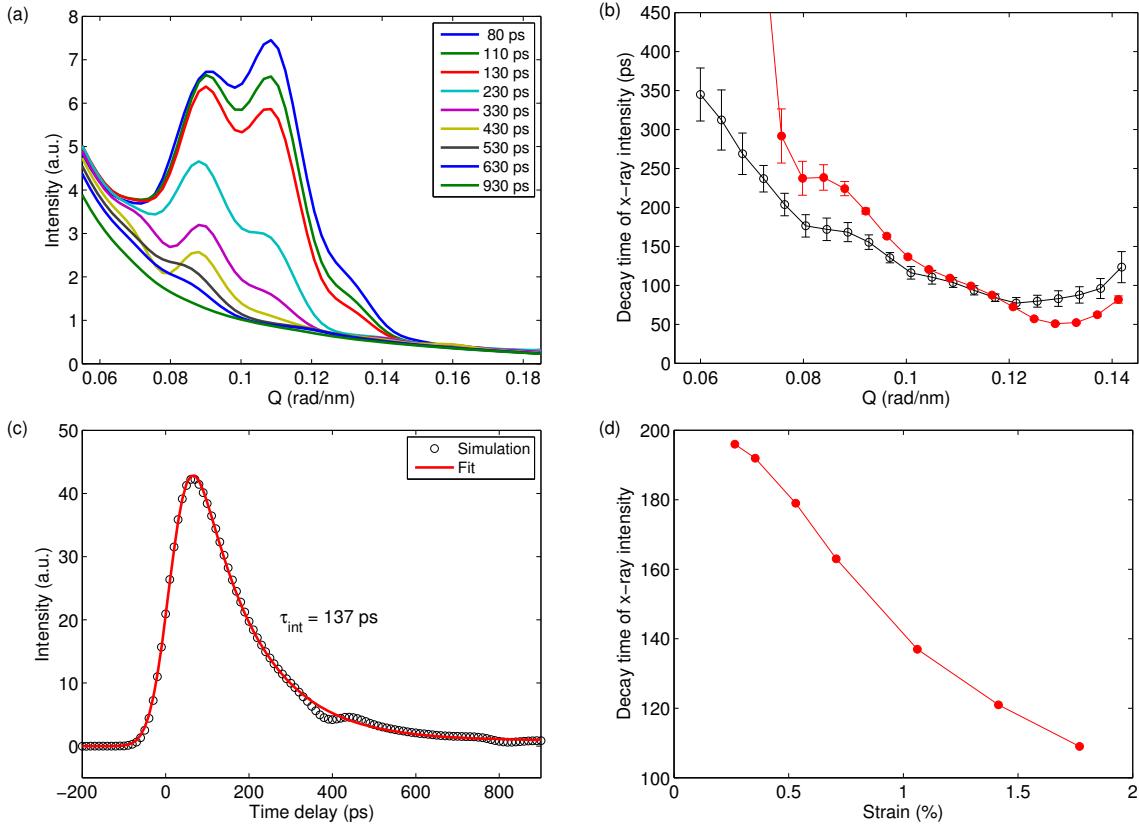 (a)
8
7
6
5
4
3
2
1
0
Intensity (a.u.)
80 ps
110 ps
130 ps
230 ps
330 ps
430 ps
530 ps
630 ps
930 ps
0.06 0.08 0.1 0.12 0.14 0.16 0.18
Q (rad/nm)
(b)
450
400
350
300
250
200
150
100
50
0
Decay time of x−ray intensity (ps)
0.06 0.08 0.1 0.12 0.14
Q (rad/nm)
(c)
50
40
30
20
10
0
Intensity (a.u.)
Simulation
Fit
τint = 137 ps
−200 0 200 400 600 800
Time delay (ps)
(d)
200
180
160
140
120
100
Decay time of x−ray intensity
0 0.5 1 1.5 2
Strain (%)